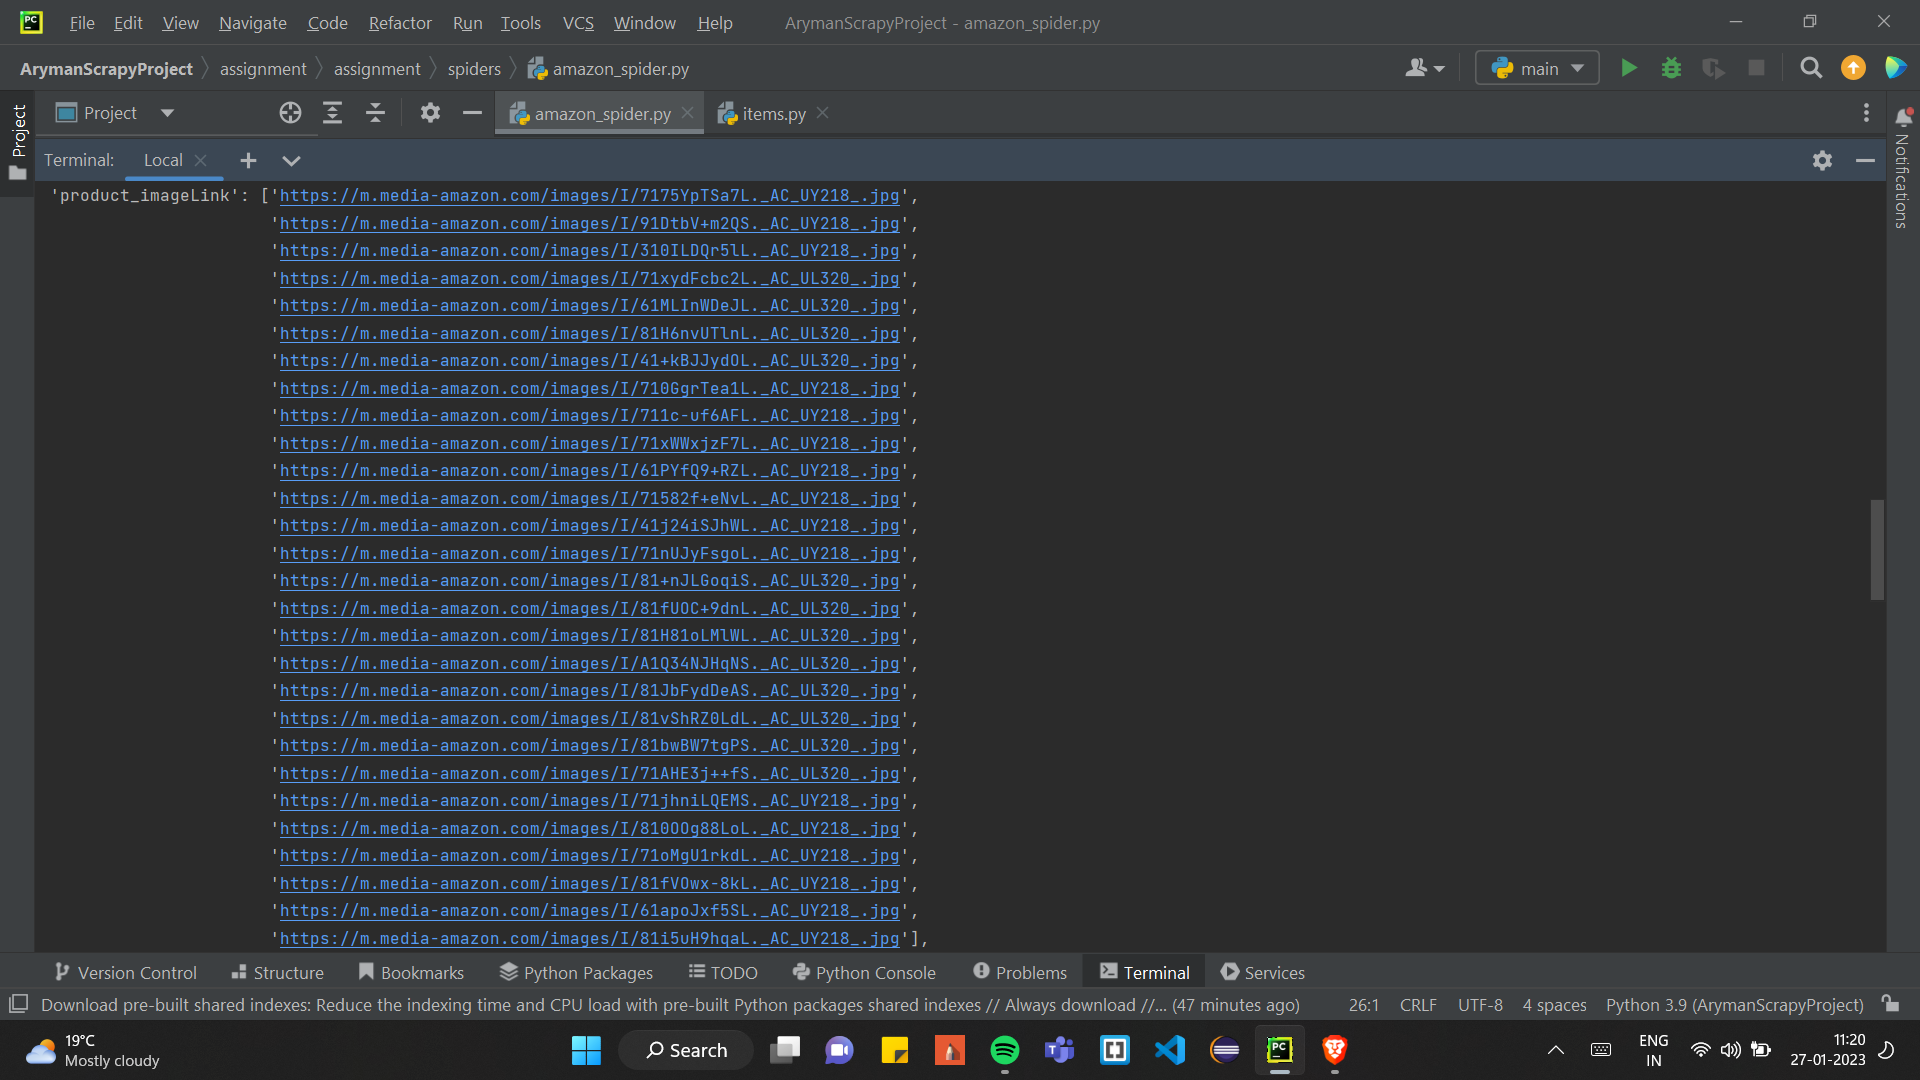 File Edit View Navigate Code Refactor Run Tools VCS Window Help ArymanScrapyProject - amazon_spider.py
ArymanScrapyProject assignment assignment spiders amazon_spider.py main
Project amazon_spider.py items.py
Project
Notifications
Terminal: Local
'product_imageLink': ['https://m.media-amazon.com/images/I/7175YpTSa7L._AC_UY218_.jpg',
'https://m.media-amazon.com/images/I/91DtbV+m2QS._AC_UY218_.jpg',
'https://m.media-amazon.com/images/I/310ILDQr5lL._AC_UY218_.jpg',
'https://m.media-amazon.com/images/I/71xydFcbc2L._AC_UL320_.jpg',
'https://m.media-amazon.com/images/I/61MLInWDeJL._AC_UL320_.jpg',
'https://m.media-amazon.com/images/I/81H6nvUTlnL._AC_UL320_.jpg',
'https://m.media-amazon.com/images/I/41+kBJJydOL._AC_UL320_.jpg',
'https://m.media-amazon.com/images/I/710GgrTea1L._AC_UY218_.jpg',
'https://m.media-amazon.com/images/I/711c-uf6AFL._AC_UY218_.jpg',
'https://m.media-amazon.com/images/I/71xWWxjzF7L._AC_UY218_.jpg',
'https://m.media-amazon.com/images/I/61PYfQ9+RZL._AC_UY218_.jpg',
'https://m.media-amazon.com/images/I/71582f+eNvL._AC_UY218_.jpg',
'https://m.media-amazon.com/images/I/41j24iSJhWL._AC_UY218_.jpg',
'https://m.media-amazon.com/images/I/71nUJyFsgoL._AC_UY218_.jpg',
'https://m.media-amazon.com/images/I/81+nJLGoqiS._AC_UL320_.jpg',
'https://m.media-amazon.com/images/I/81fUOC+9dnL._AC_UL320_.jpg',
'https://m.media-amazon.com/images/I/81H81oLMlWL._AC_UL320_.jpg',
'https://m.media-amazon.com/images/I/A1Q34NJHqNS._AC_UL320_.jpg',
'https://m.media-amazon.com/images/I/81JbFydDeAS._AC_UL320_.jpg',
'https://m.media-amazon.com/images/I/81vShRZ0LdL._AC_UL320_.jpg',
'https://m.media-amazon.com/images/I/81bwBW7tgPS._AC_UL320_.jpg',
'https://m.media-amazon.com/images/I/71AHE3j++fS._AC_UL320_.jpg',
'https://m.media-amazon.com/images/I/71jhniLQEMS._AC_UY218_.jpg',
'https://m.media-amazon.com/images/I/810OOg88LoL._AC_UY218_.jpg',
'https://m.media-amazon.com/images/I/71oMgU1rkdL._AC_UY218_.jpg',
'https://m.media-amazon.com/images/I/81fVOwx-8kL._AC_UY218_.jpg',
'https://m.media-amazon.com/images/I/61apoJxf5SL._AC_UY218_.jpg',
'https://m.media-amazon.com/images/I/81i5uH9hqaL._AC_UY218_.jpg'],
Version Control Structure Bookmarks Python Packages TODO Python Console Problems Terminal Services
Download pre-built shared indexes: Reduce the indexing time and CPU load with pre-built Python packages shared indexes // Always download //... (47 minutes ago) 26:1 CRLF UTF-8 4 spaces Python 3.9 (ArymanScrapyProject)
19°C
Mostly cloudy
Search
ENG
IN
11:20
27-01-2023